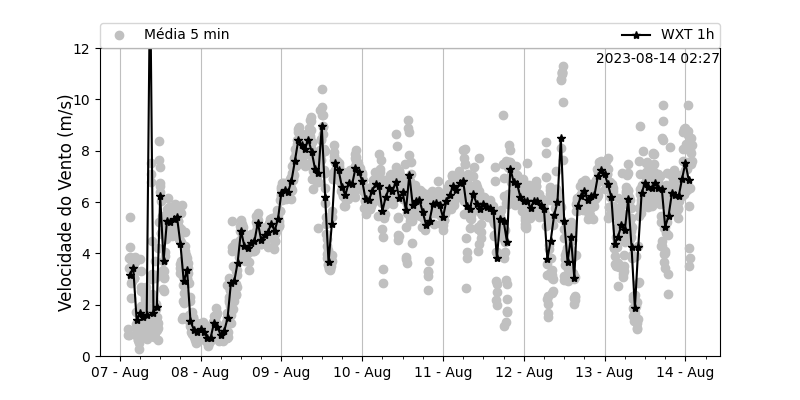 Média 5 min
WXT 1h
2023-08-14 02:27
Velocidade do Vento (m/s)
12
10
8
6
4
2
0
07 - Aug 08 - Aug 09 - Aug 10 - Aug 11 - Aug 12 - Aug 13 - Aug 14 - Aug